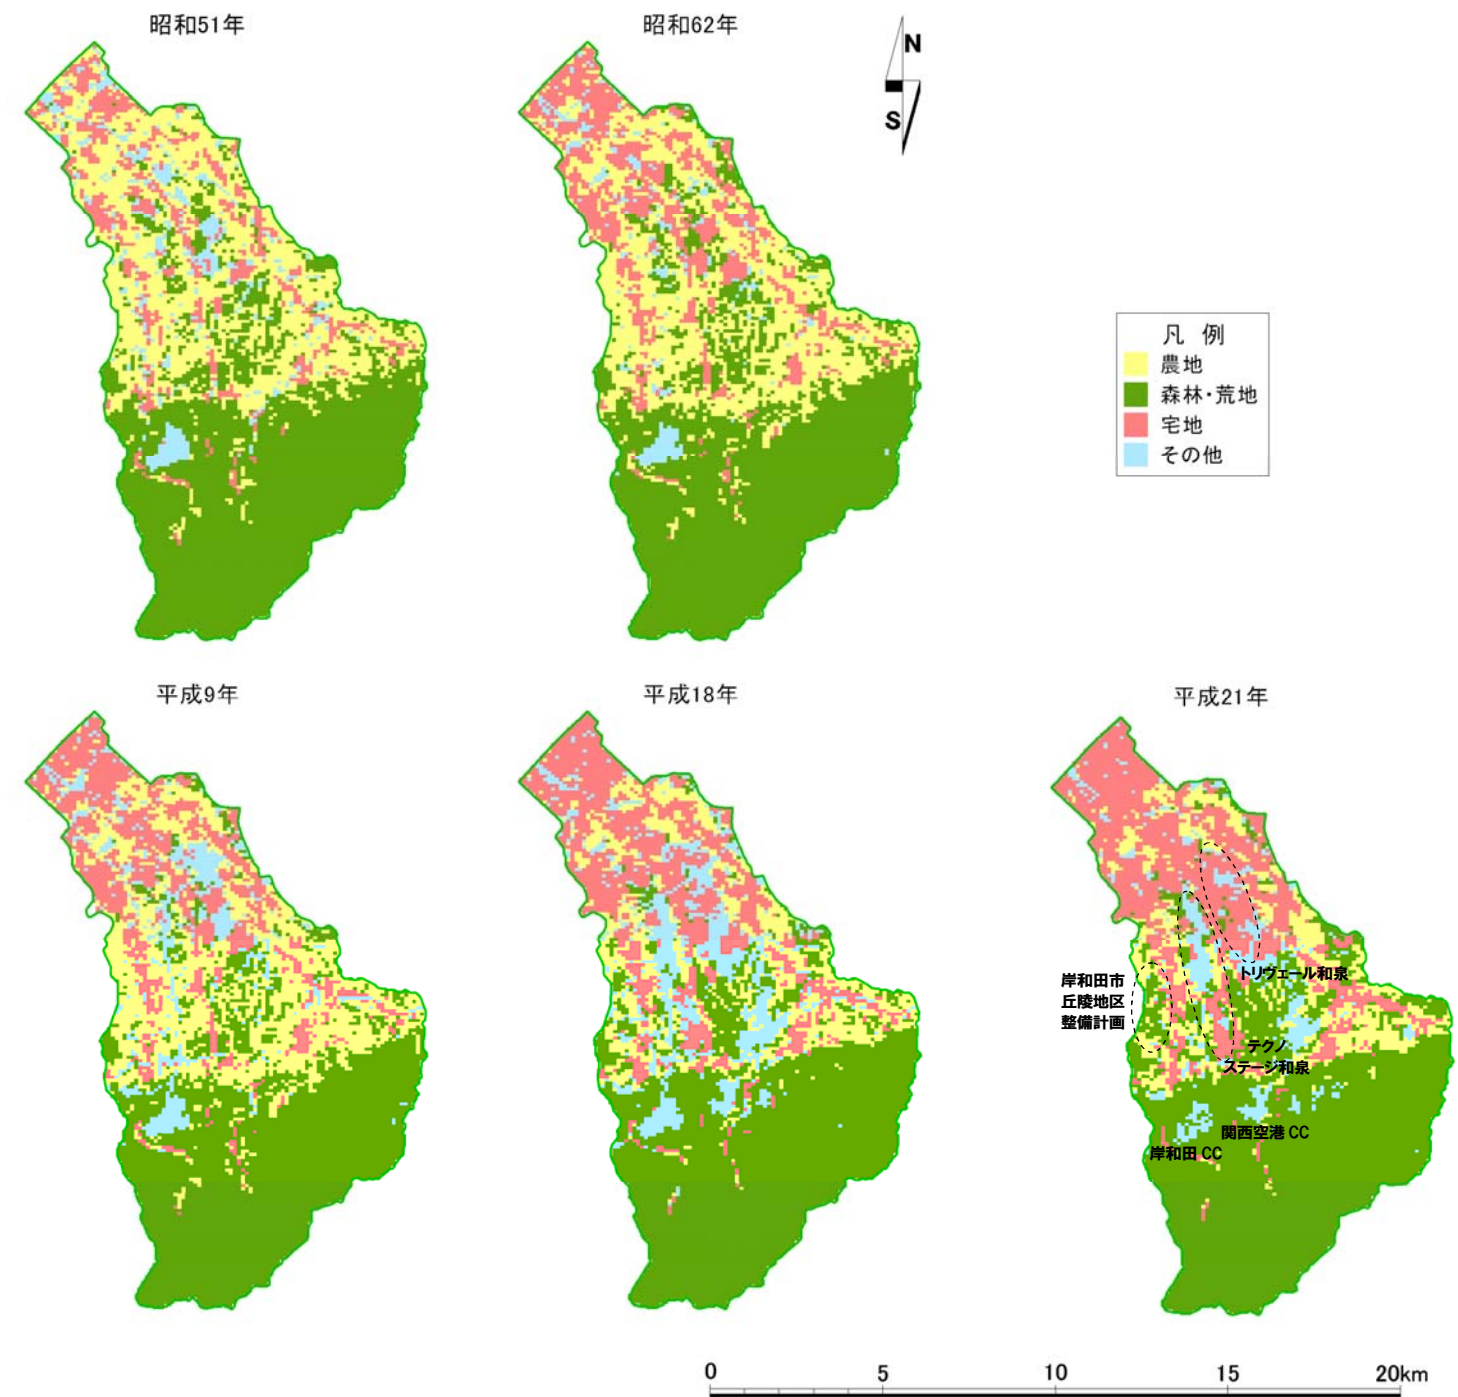 昭和51年
昭和62年
N
S
凡 例
農地
森林・荒地
宅地
その他
平成9年
平成18年
平成21年
岸和田市
丘陵地区
整備計画
トリヴェール和泉
テクノ
ステージ和泉
関西空港 CC
岸和田 CC
0 5 10 15 20km